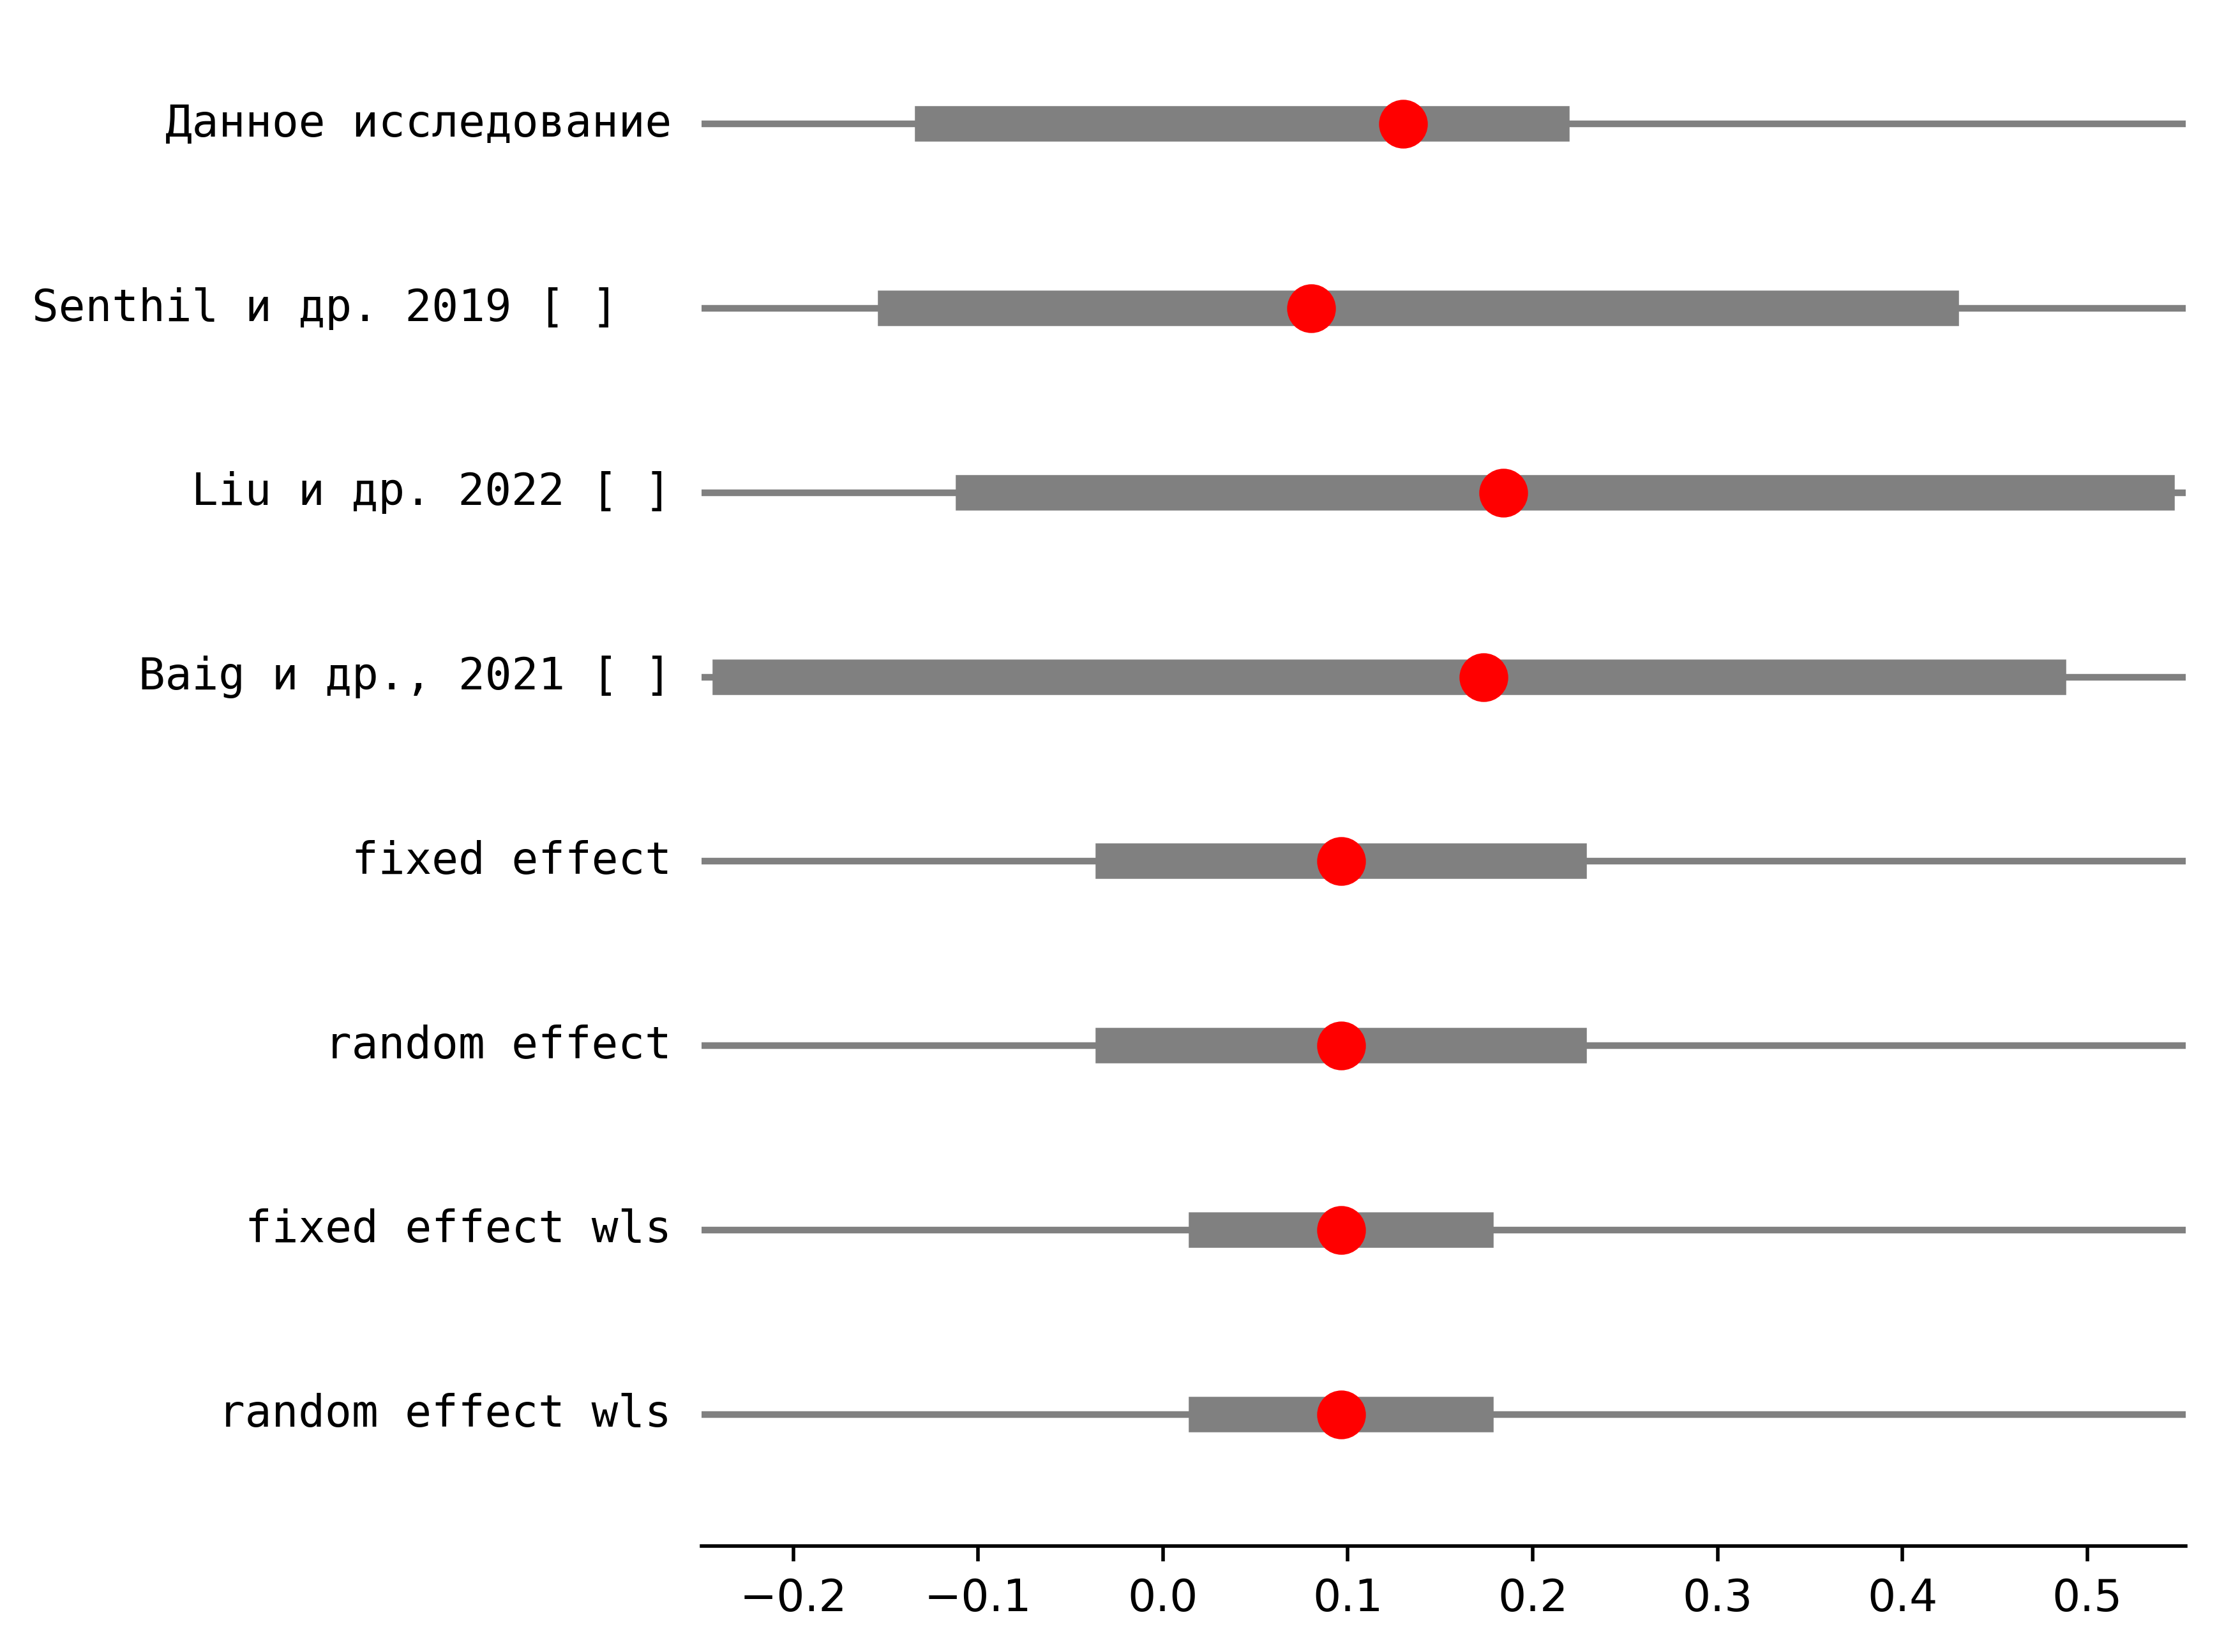 Данное исследование
Senthil и др. 2019 [ ]
Liu и др. 2022 [ ]
Baig и др., 2021 [ ]
fixed effect
random effect
fixed effect wls
random effect wls
−0.2 −0.1 0.0 0.1 0.2 0.3 0.4 0.5